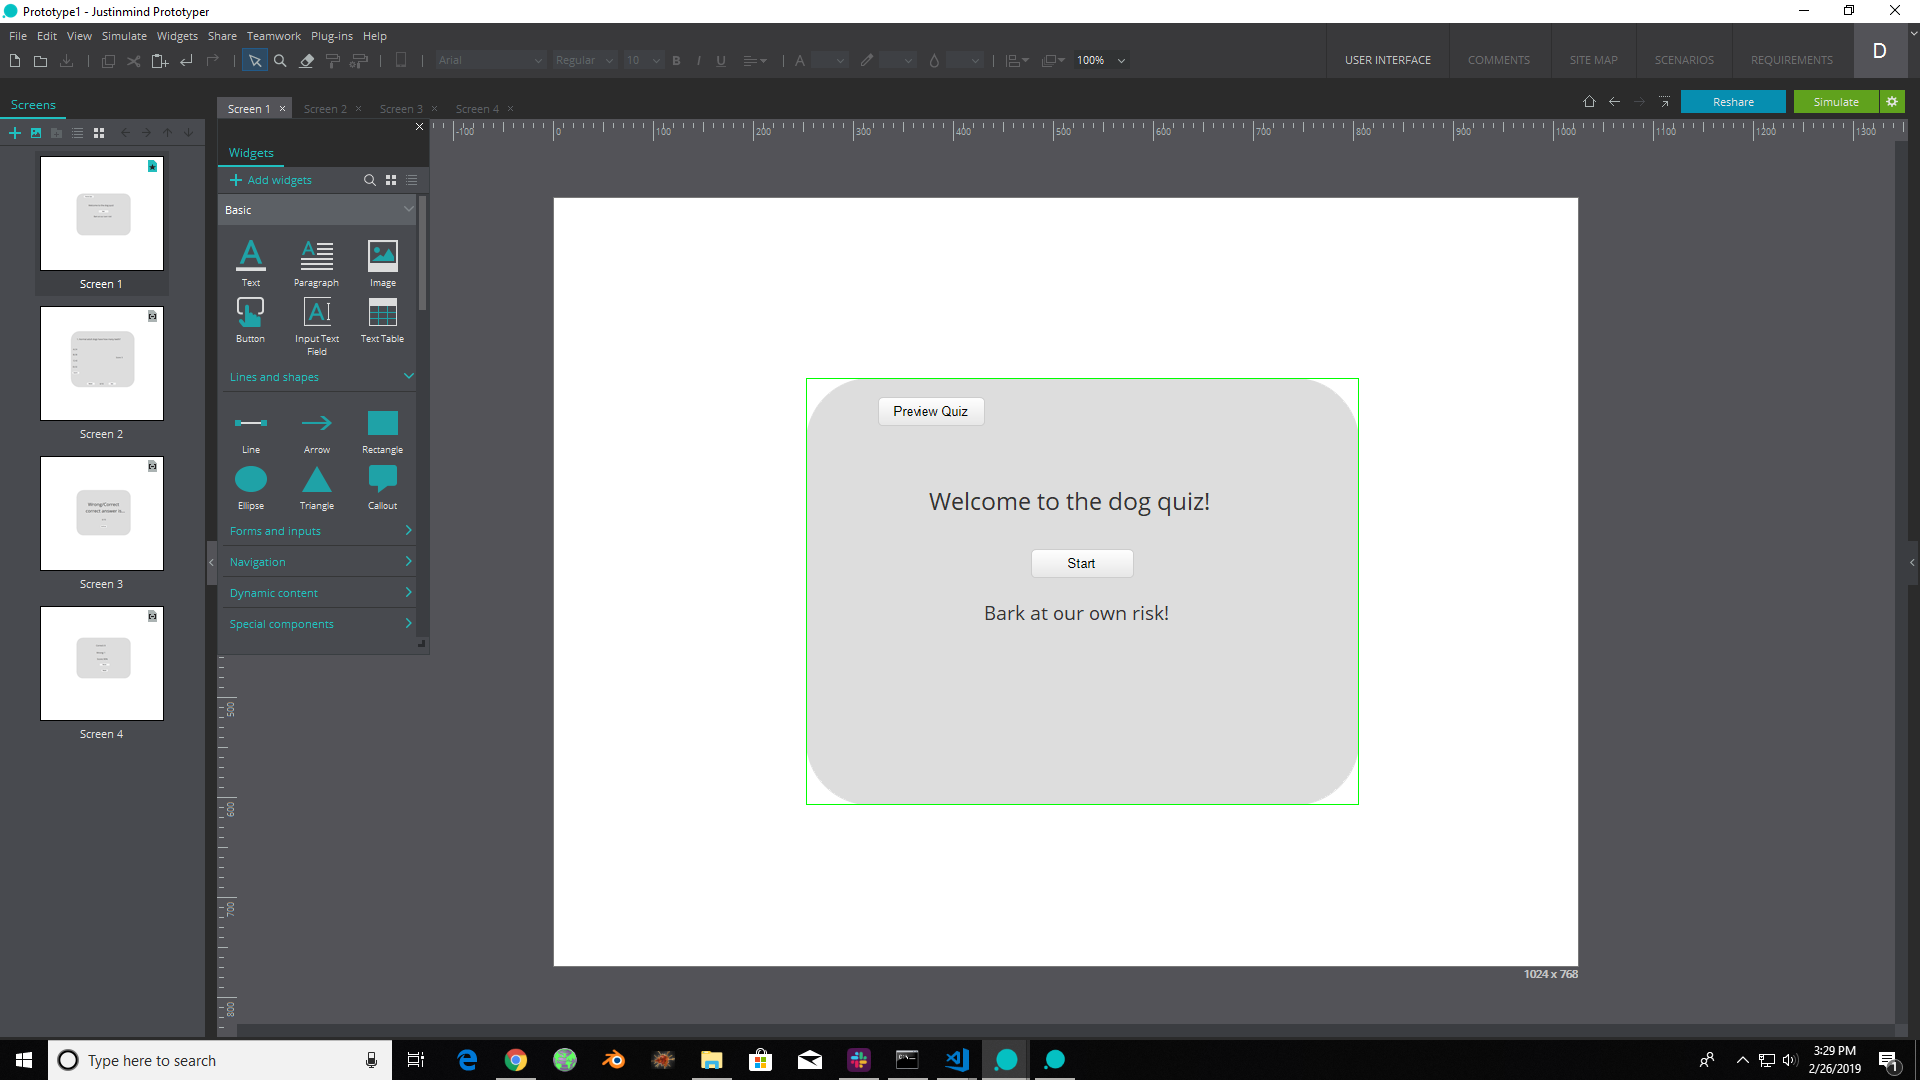 Prototype1 - Justinmind Prototyper
File Edit View Simulate Widgets Share Teamwork Plug-ins Help
Arial Regular 10 B I U A 100%
USER INTERFACE COMMENTS SITE MAP SCENARIOS REQUIREMENTS D
Screens
Screen 1 Screen 2 Screen 3 Screen 4
Reshare Simulate
-100 0 100 200 300 400 500 600 700 800 900 1000 1100 1200 1300
Widgets
Add widgets
Basic
Text Paragraph Image
Button Input Text Field Text Table
Lines and shapes
Line Arrow Rectangle
Ellipse Triangle Callout
Forms and inputs
Navigation
Dynamic content
Special components
500
600
700
800
Screen 1
Screen 2
Wrong/Correct
correct answer is...
Screen 3
Screen 4
Preview Quiz
Welcome to the dog quiz!
Start
Bark at our own risk!
1024 x 768
Type here to search
3:29 PM
2/26/2019
1